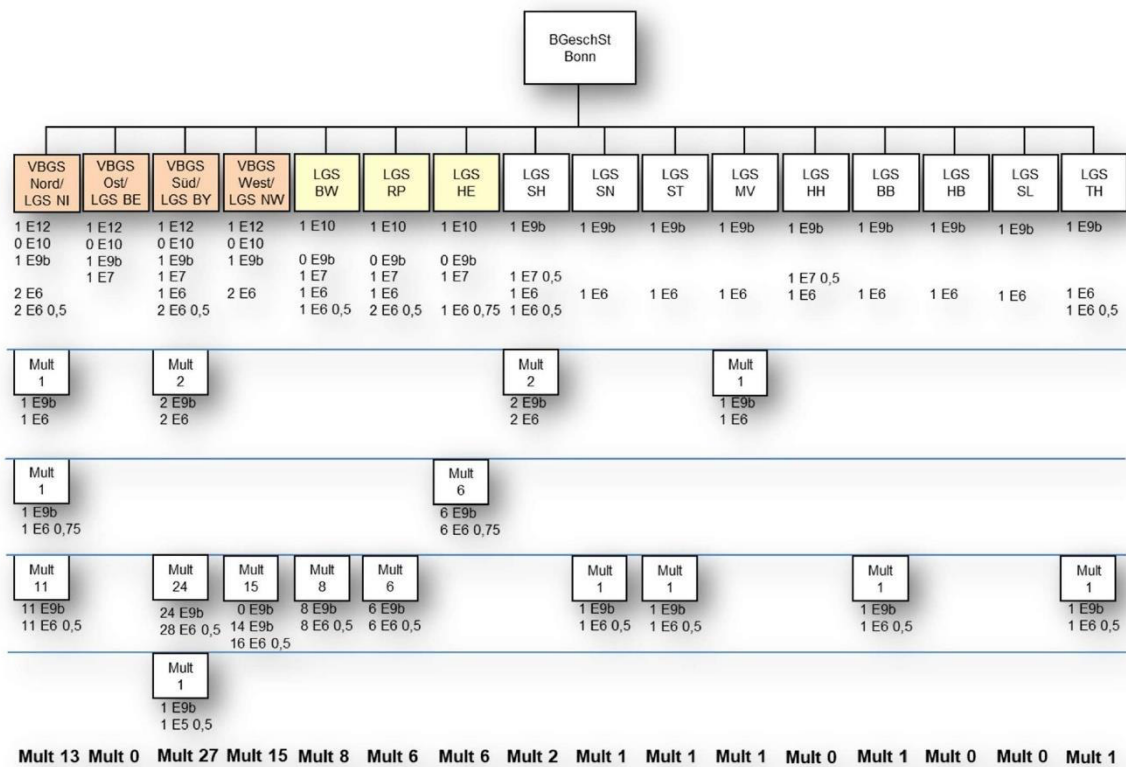 BGeschSt
Bonn
VBGS
Nord/
LGS NI
VBGS
Ost/
LGS BE
VBGS
Süd/
LGS BY
VBGS
West/
LGS NW
LGS
BW
LGS
RP
LGS
HE
LGS
SH
LGS
SN
LGS
ST
LGS
MV
LGS
HH
LGS
BB
LGS
HB
LGS
SL
LGS
TH
1 E12
0 E10
1 E9b
2 E6
2 E6 0,5
1 E12
0 E10
1 E9b
1 E7
1 E12
0 E10
1 E9b
1 E7
1 E6
2 E6 0,5
1 E12
0 E10
1 E9b
2 E6
1 E10
0 E9b
1 E7
1 E6
1 E6 0,5
1 E10
0 E9b
1 E7
1 E6
2 E6 0,5
1 E10
0 E9b
1 E7
1 E6 0,75
1 E9b
1 E7 0,5
1 E6
1 E6 0,5
1 E9b
1 E6
1 E9b
1 E6
1 E9b
1 E6
1 E9b
1 E7 0,5
1 E6
1 E9b
1 E6
1 E9b
1 E6
1 E9b
1 E6
1 E9b
1 E6
1 E6 0,5
Mult
1
1 E9b
1 E6
Mult
2
2 E9b
2 E6
Mult
2
2 E9b
2 E6
Mult
1
1 E9b
1 E6
Mult
1
1 E9b
1 E6 0,75
Mult
6
6 E9b
6 E6 0,75
Mult
11
11 E9b
11 E6 0,5
Mult
24
24 E9b
28 E6 0,5
Mult
15
0 E9b
14 E9b
16 E6 0,5
Mult
8
8 E9b
8 E6 0,5
Mult
6
6 E9b
6 E6 0,5
Mult
1
1 E9b
1 E6 0,5
Mult
1
1 E9b
1 E6 0,5
Mult
1
1 E9b
1 E6 0,5
Mult
1
1 E9b
1 E6 0,5
Mult
1
1 E9b
1 E5 0,5
Mult 13 Mult 0 Mult 27 Mult 15 Mult 8 Mult 6 Mult 6 Mult 2 Mult 1 Mult 1 Mult 1 Mult 0 Mult 1 Mult 0 Mult 0 Mult 1